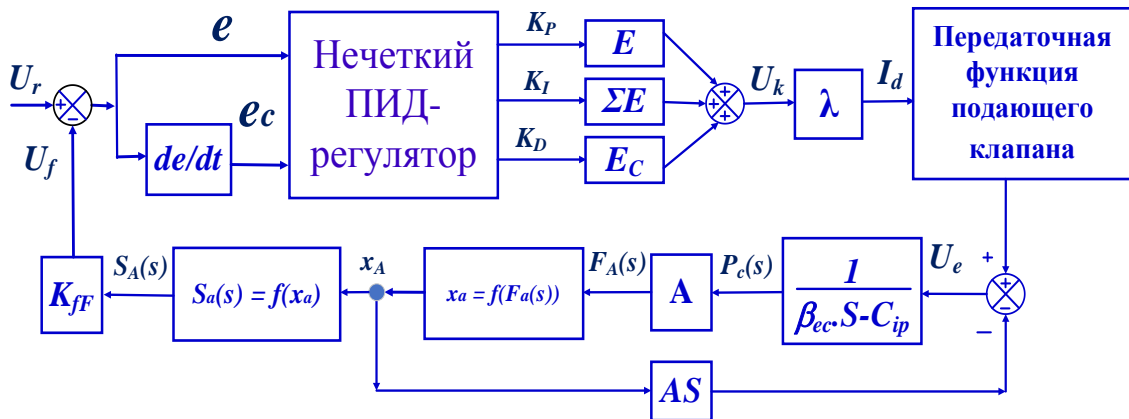 e
U_r
+
−
e_c
U_f
de/dt
Нечеткий
ПИД-
регулятор
K_P
K_I
K_D
E
ΣE
E_C
+
+
+
U_k
λ
I_d
Передаточная
функция
подающего
клапана
K_fF
S_A(s)
S_a(s) = f(x_a)
x_A
x_a = f(F_a(s))
F_A(s)
A
P_c(s)
1
β_ec.S-C_ip
U_e
+
+
−
−
AS